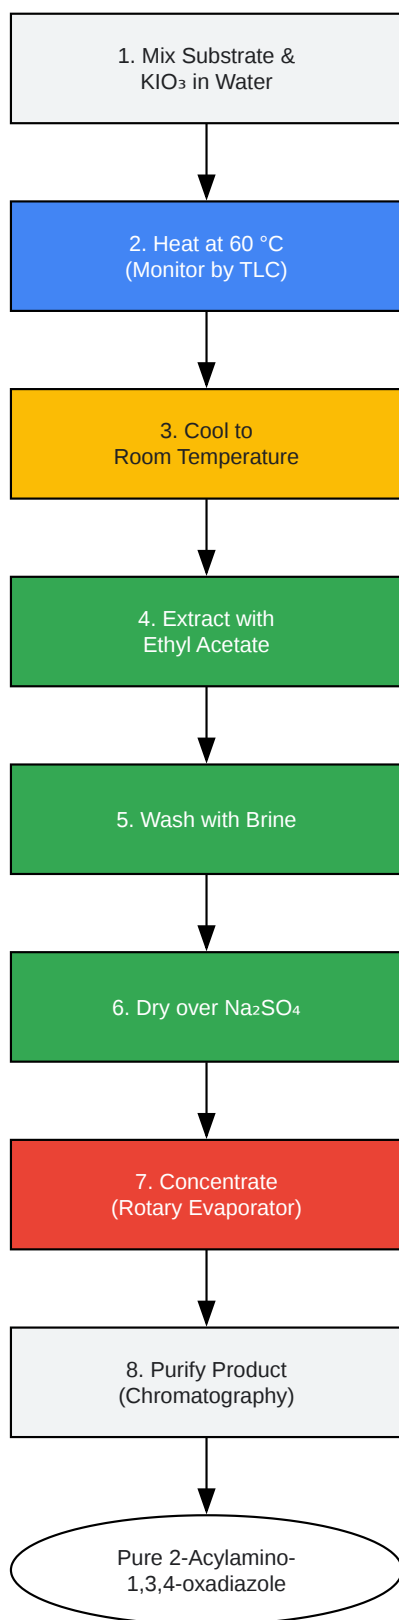 1. Mix Substrate &
KIO₃ in Water
2. Heat at 60 °C
(Monitor by TLC)
3. Cool to
Room Temperature
4. Extract with
Ethyl Acetate
5. Wash with Brine
6. Dry over Na₂SO₄
7. Concentrate
(Rotary Evaporator)
8. Purify Product
(Chromatography)
Pure 2-Acylamino-
1,3,4-oxadiazole